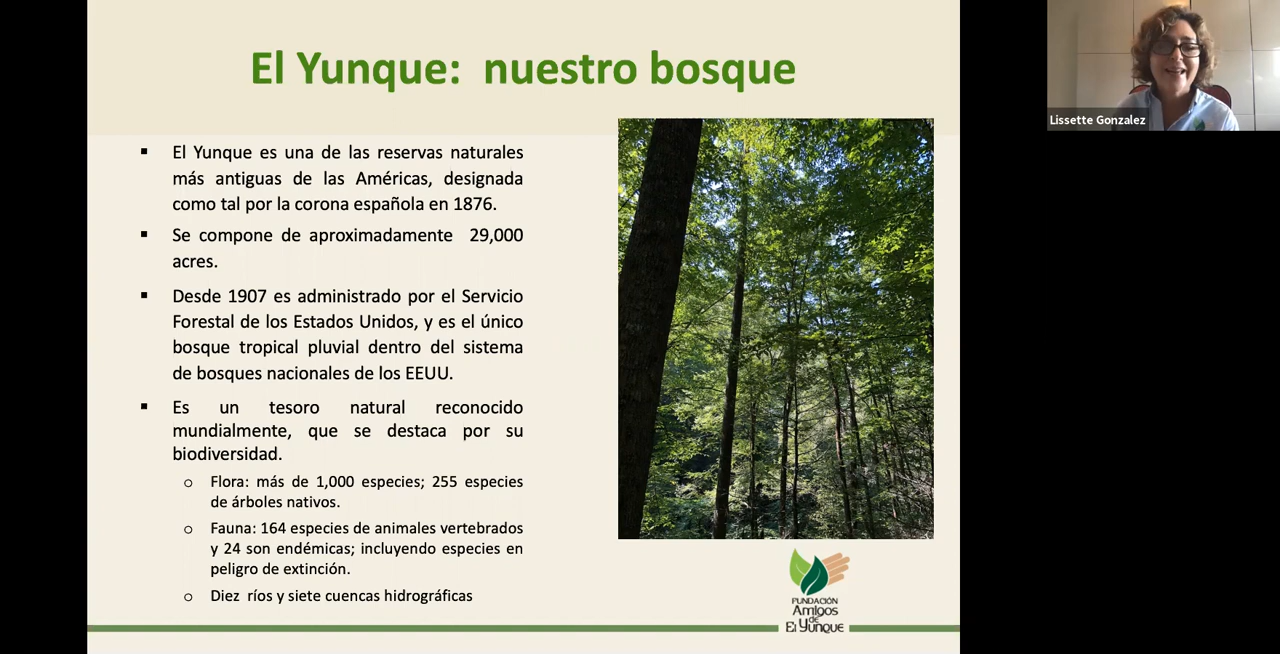 El Yunque: nuestro bosque
El Yunque es una de las reservas naturales
más antiguas de las Américas, designada
como tal por la corona española en 1876.
Se compone de aproximadamente 29,000
acres.
Desde 1907 es administrado por el Servicio
Forestal de los Estados Unidos, y es el único
bosque tropical pluvial dentro del sistema
de bosques nacionales de los EEUU.
Es un tesoro natural reconocido
mundialmente, que se destaca por su
biodiversidad.
Flora: más de 1,000 especies; 255 especies
de árboles nativos.
Fauna: 164 especies de animales vertebrados
y 24 son endémicas; incluyendo especies en
peligro de extinción.
Diez ríos y siete cuencas hidrográficas
FUNDACIÓN
Amigos
de
El Yunque
Lissette Gonzalez